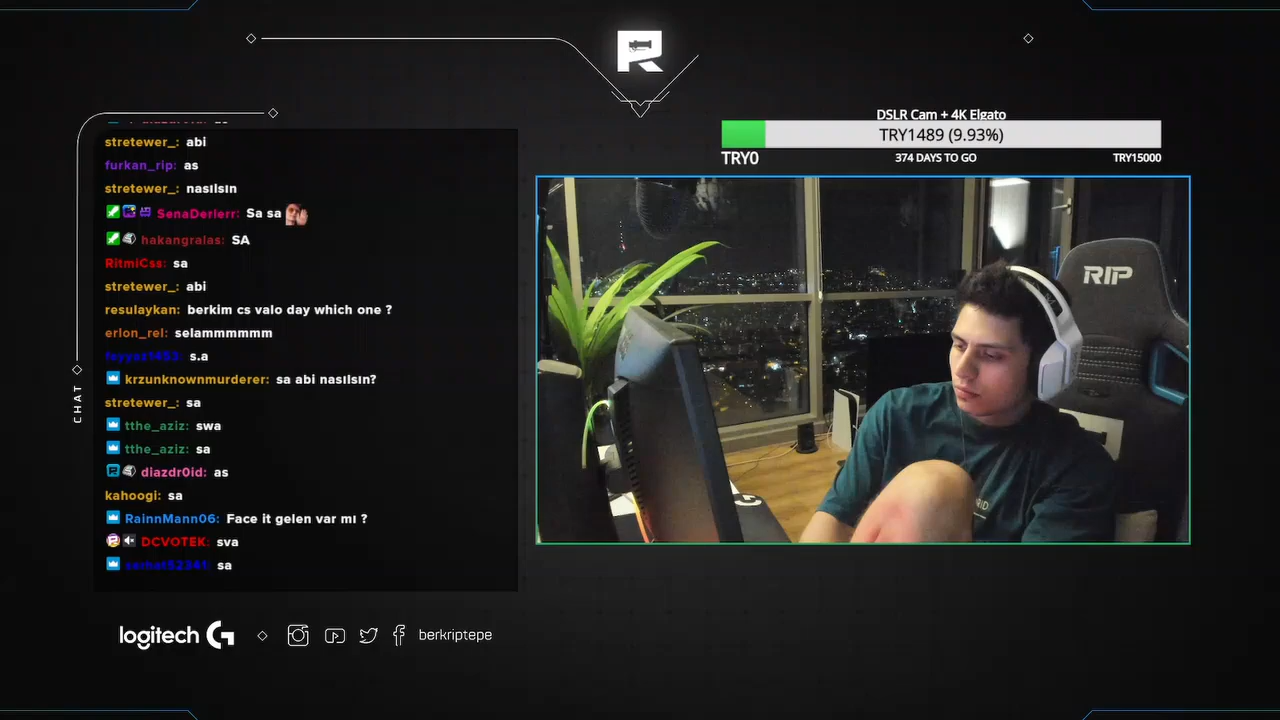 DSLR Cam + 4K Elgato
TRY1489 (9.93%)
TRY0
374 DAYS TO GO
TRY15000
CHAT
stretewer_: abi
furkan_rip: as
stretewer_: nasılsın
SenaDerlerr: Sa sa
hakangralas: SA
RitmiCss: sa
stretewer_: abi
resulaykan: berkim cs valo day which one ?
erlon_rel: selammmmm
s.a
krzunknownmurderer: sa abi nasılsın?
stretewer_: sa
tthe_aziz: swa
tthe_aziz: sa
diazdr0id: as
kahoogi: sa
RainnMann06: Face it gelen var mı ?
DCVOTEK: sva
sa
RIP
logitech G
berkriptepe